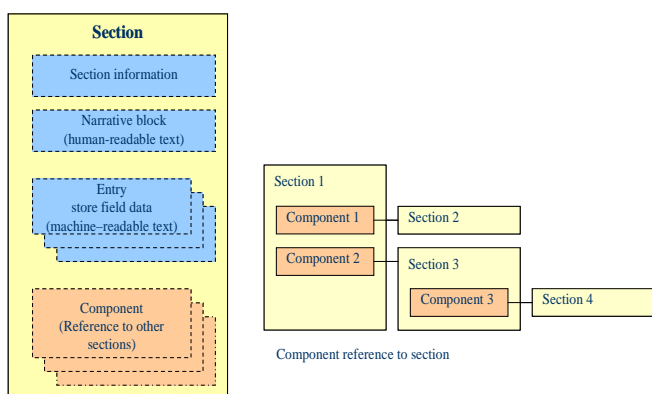 Section
Section information
Narrative block
(human-readable text)
Entry
store field data
(machine–readable text)
Component
(Reference to other
sections)
Section 1
Component 1
Section 2
Component 2
Section 3
Component 3
Section 4
Component reference to section